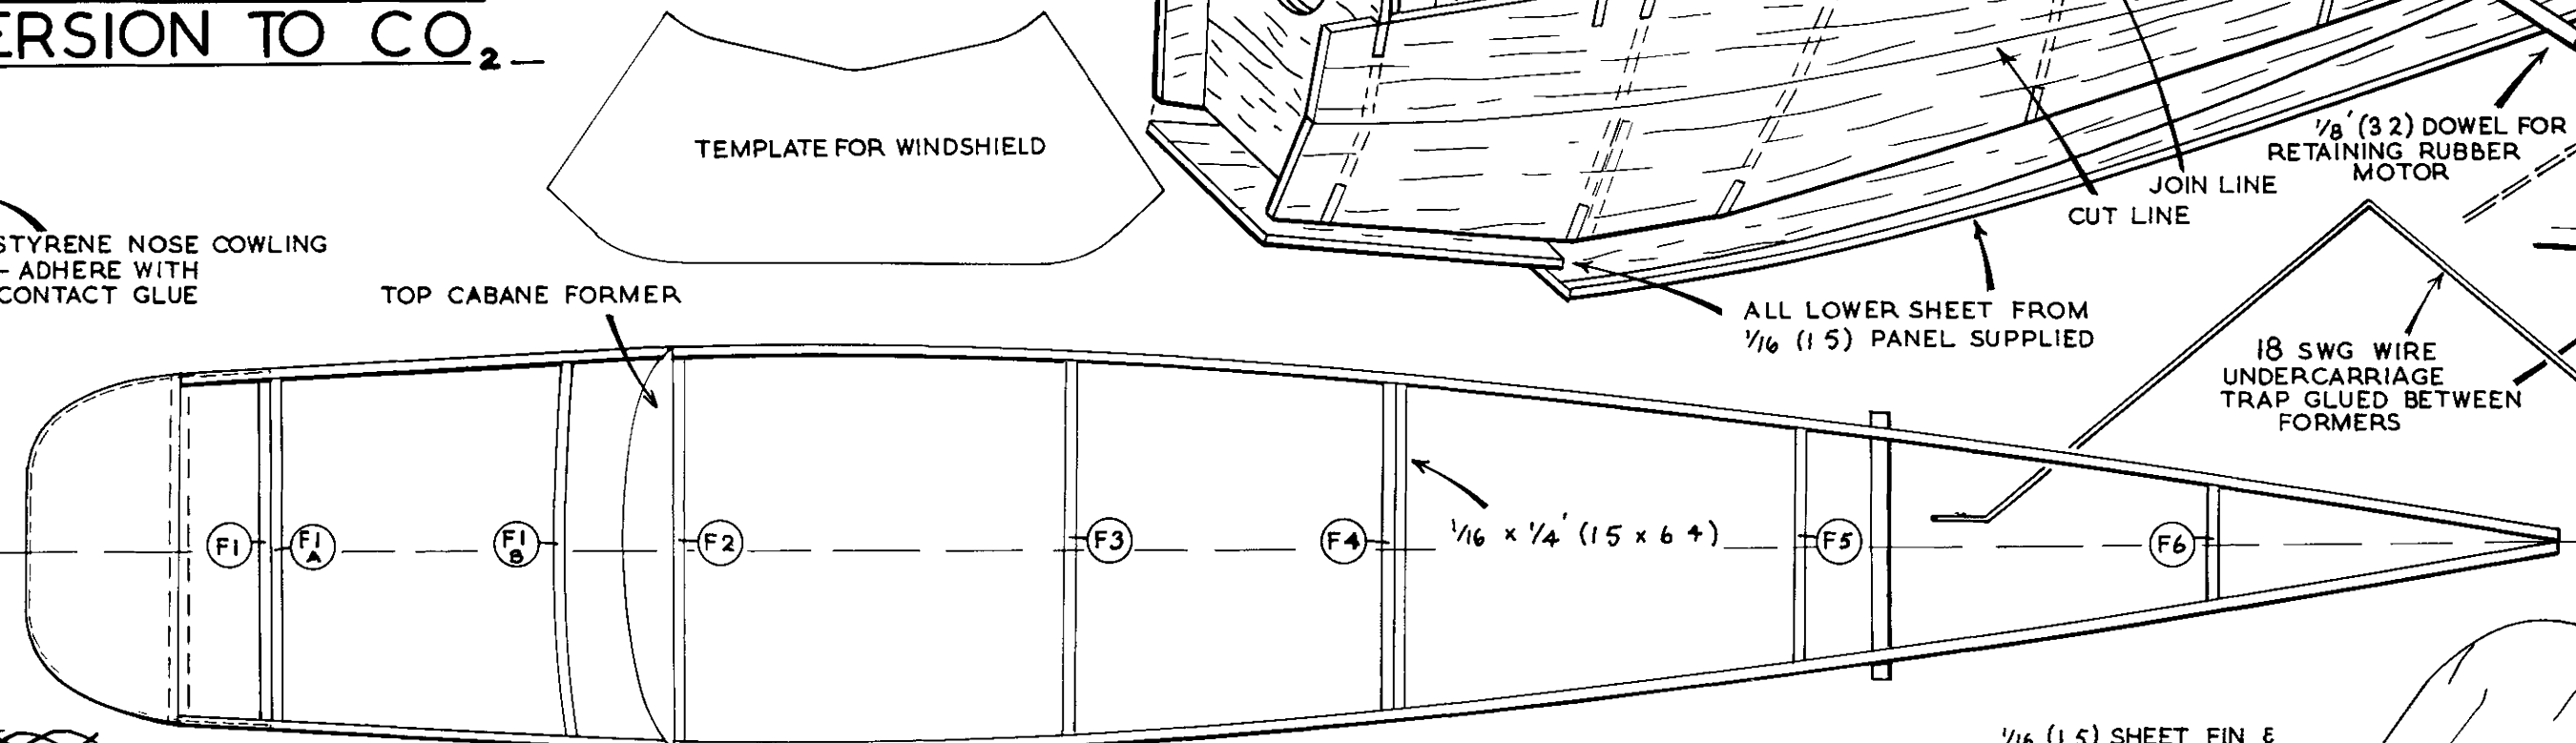 ERSION TO CO₂
TEMPLATE FOR WINDSHIELD
STYRENE NOSE COWLING
- ADHERE WITH
CONTACT GLUE
TOP CABANE FORMER
1/8" (3 2) DOWEL FOR
RETAINING RUBBER
MOTOR
JOIN LINE
CUT LINE
ALL LOWER SHEET FROM
1/16 (1 5) PANEL SUPPLIED
18 SWG WIRE
UNDERCARRIAGE
TRAP GLUED BETWEEN
FORMERS
F1
F1
A
F1
B
F2
F3
F4
1/16 x 1/4" (1 5 x 6 4)
F5
F6
1/16 (1 5) SHEET FIN &